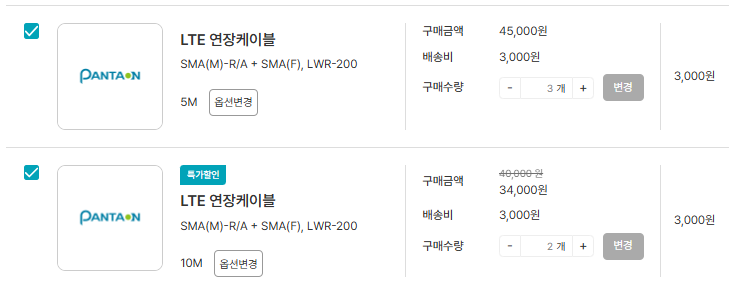 PANTA N
LTE 연장케이블
SMA(M)-R/A + SMA(F), LWR-200
5M 옵션변경
구매금액 45,000원
배송비 3,000원
구매수량 - 3 개 + 변경
3,000원
PANTA N
특가할인
LTE 연장케이블
SMA(M)-R/A + SMA(F), LWR-200
10M 옵션변경
구매금액 40,000 원
34,000원
배송비 3,000원
구매수량 - 2 개 + 변경
3,000원